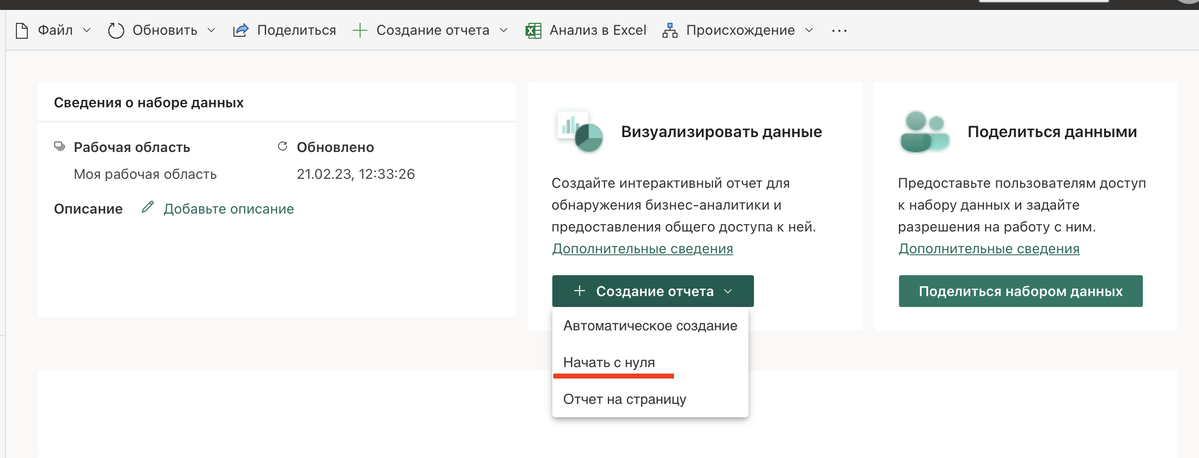 Файл
Обновить
Поделиться
Создание отчета
Анализ в Excel
Происхождение
Сведения о наборе данных
Рабочая область
Обновлено
Моя рабочая область
21.02.23, 12:33:26
Описание
Добавьте описание
Визуализировать данные
Создайте интерактивный отчет для
обнаружения бизнес-аналитики и
предоставления общего доступа к ней.
Дополнительные сведения
Создание отчета
Автоматическое создание
Начать с нуля
Отчет на страницу
Поделиться данными
Предоставьте пользователям доступ
к набору данных и задайте
разрешения на работу с ним.
Дополнительные сведения
Поделиться набором данных